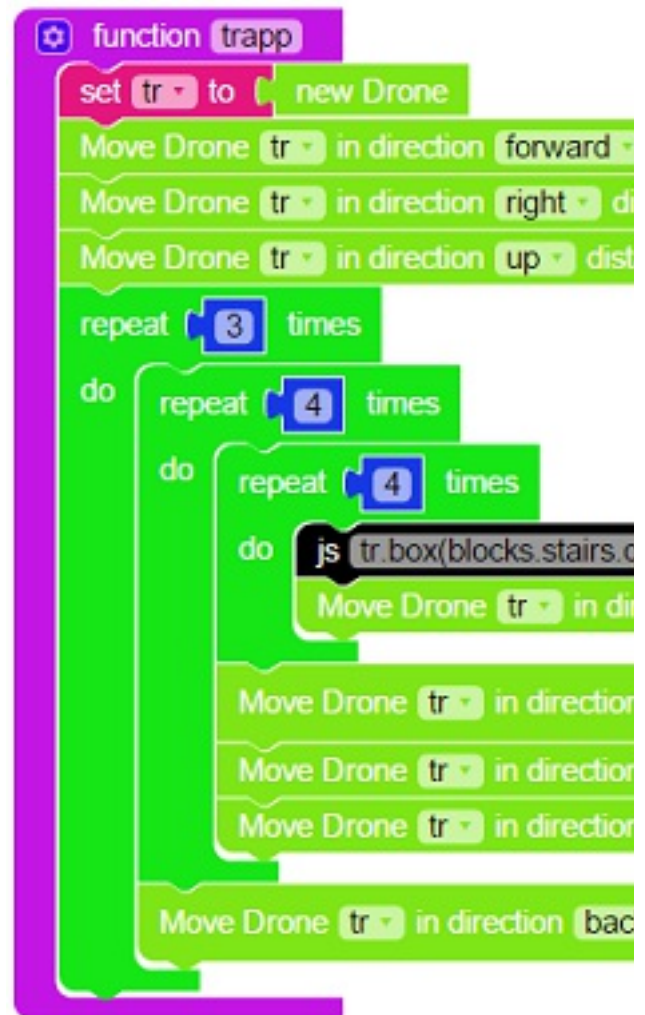 function trapp
set tr to new Drone
Move Drone tr in direction forward
Move Drone tr in direction right
Move Drone tr in direction up dist
repeat 3 times
do repeat 4 times
do repeat 4 times
do js tr.box(blocks.stairs.
Move Drone tr in
Move Drone tr in direction
Move Drone tr in direction
Move Drone tr in direction
Move Drone tr in direction bac